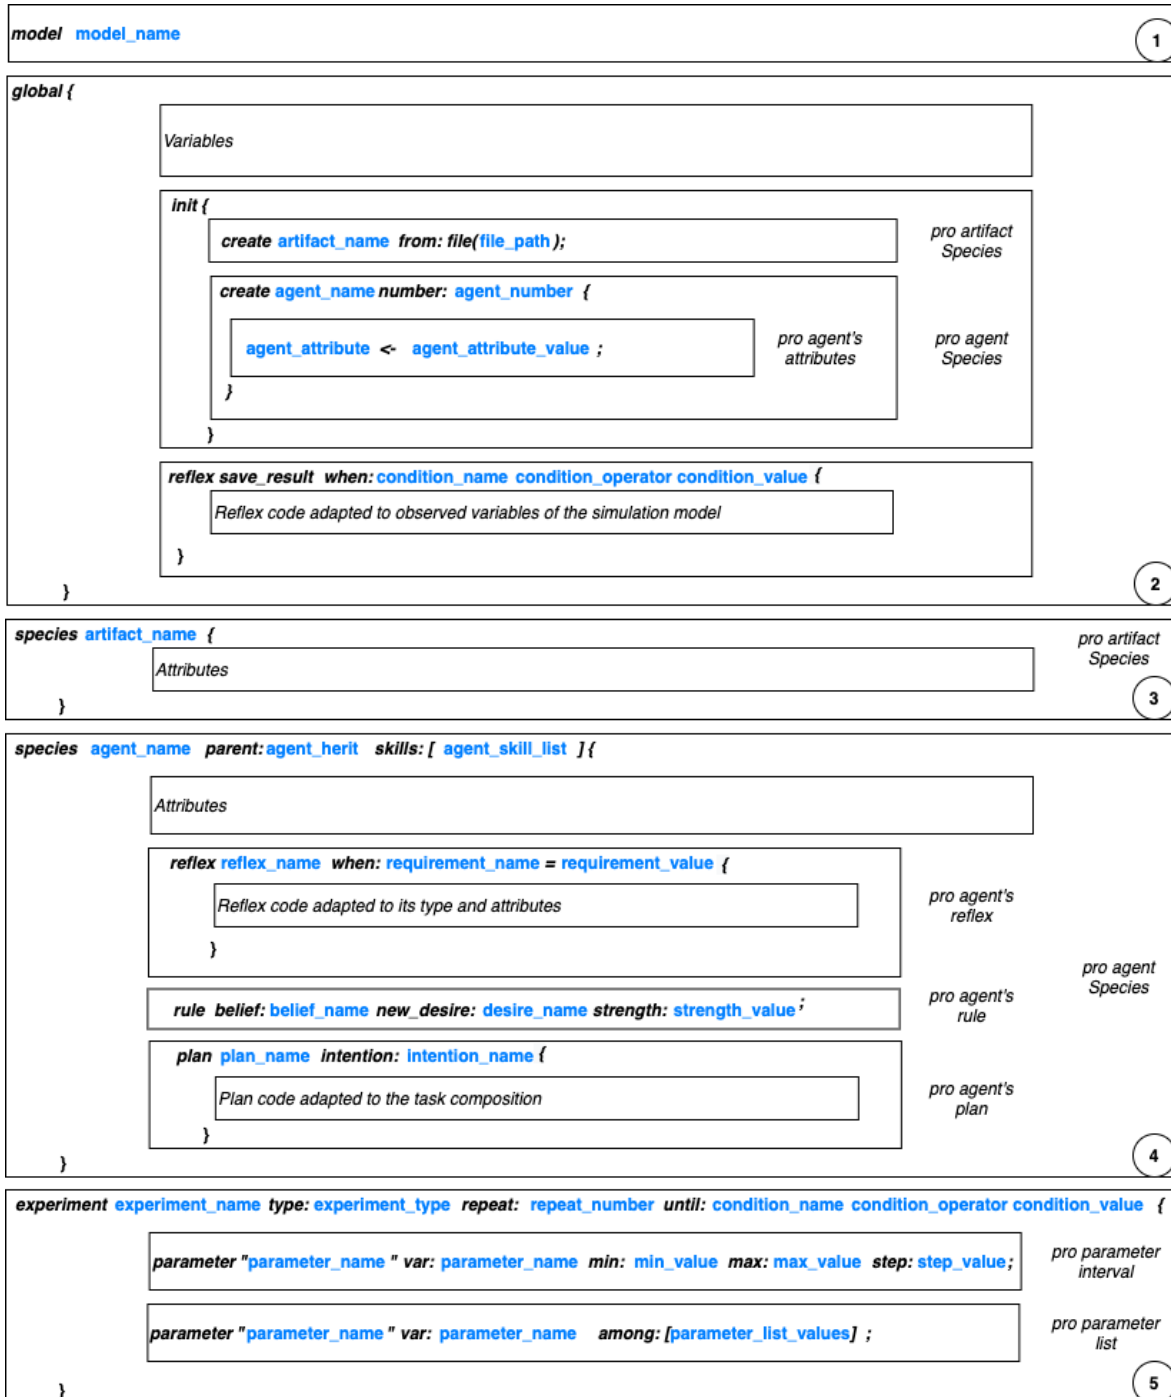 model model_name
1
global {
Variables
init {
create artifact_name from: file(file_path);
pro artifact
Species
create agent_name number: agent_number {
agent_attribute <- agent_attribute_value ;
pro agent's
attributes
pro agent
Species
}
}
reflex save_result when: condition_name condition_operator condition_value {
Reflex code adapted to observed variables of the simulation model
}
}
2
species artifact_name {
pro artifact
Species
Attributes
}
3
species agent_name parent: agent_herit skills: [ agent_skill_list ] {
Attributes
reflex reflex_name when: requirement_name = requirement_value {
Reflex code adapted to its type and attributes
}
pro agent's
reflex
pro agent
Species
rule belief: belief_name new_desire: desire_name strength: strength_value ;
pro agent's
rule
plan plan_name intention: intention_name {
Plan code adapted to the task composition
}
pro agent's
plan
}
4
experiment experiment_name type: experiment_type repeat: repeat_number until: condition_name condition_operator condition_value {
parameter "parameter_name " var: parameter_name min: min_value max: max_value step: step_value ;
pro parameter
interval
parameter "parameter_name " var: parameter_name among: [parameter_list_values] ;
pro parameter
list
}
5